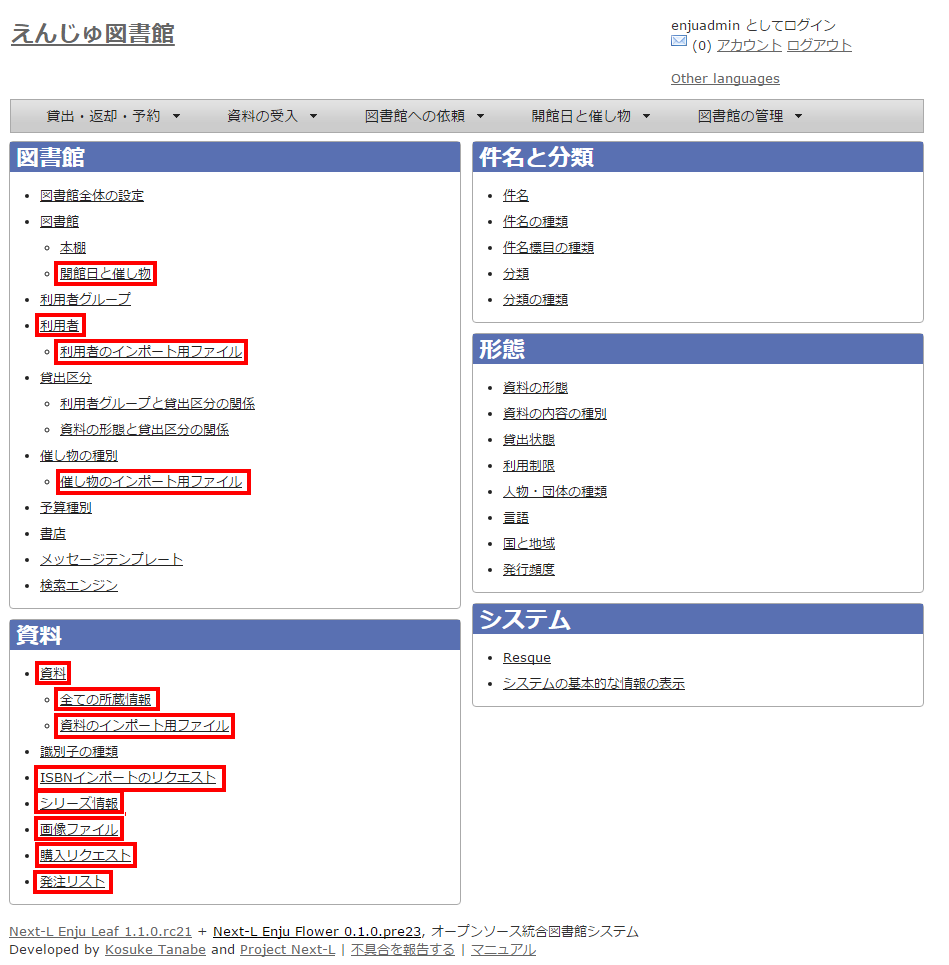 えんじゅ図書館
enjuadmin としてログイン
(0) アカウント ログアウト
Other languages
貸出・返却・予約 ▼ 資料の受入 ▼ 図書館への依頼 ▼ 開館日と催し物 ▼ 図書館の管理 ▼
図書館
図書館全体の設定
図書館
本棚
開館日と催し物
利用者グループ
利用者
利用者のインポート用ファイル
貸出区分
利用者グループと貸出区分の関係
資料の形態と貸出区分の関係
催し物の種別
催し物のインポート用ファイル
予算種別
書店
メッセージテンプレート
検索エンジン
資料
資料
全ての所蔵情報
資料のインポート用ファイル
識別子の種類
ISBNインポートのリクエスト
シリーズ情報
画像ファイル
購入リクエスト
発注リスト
件名と分類
件名
件名の種類
件名標目の種類
分類
分類の種類
形態
資料の形態
資料の内容の種別
貸出状態
利用制限
人物・団体の種類
言語
国と地域
発行頻度
システム
Resque
システムの基本的な情報の表示
Next-L Enju Leaf 1.1.0.rc21 + Next-L Enju Flower 0.1.0.pre23, オープンソース統合図書館システム
Developed by Kosuke Tanabe and Project Next-L | 不具合を報告する | マニュアル